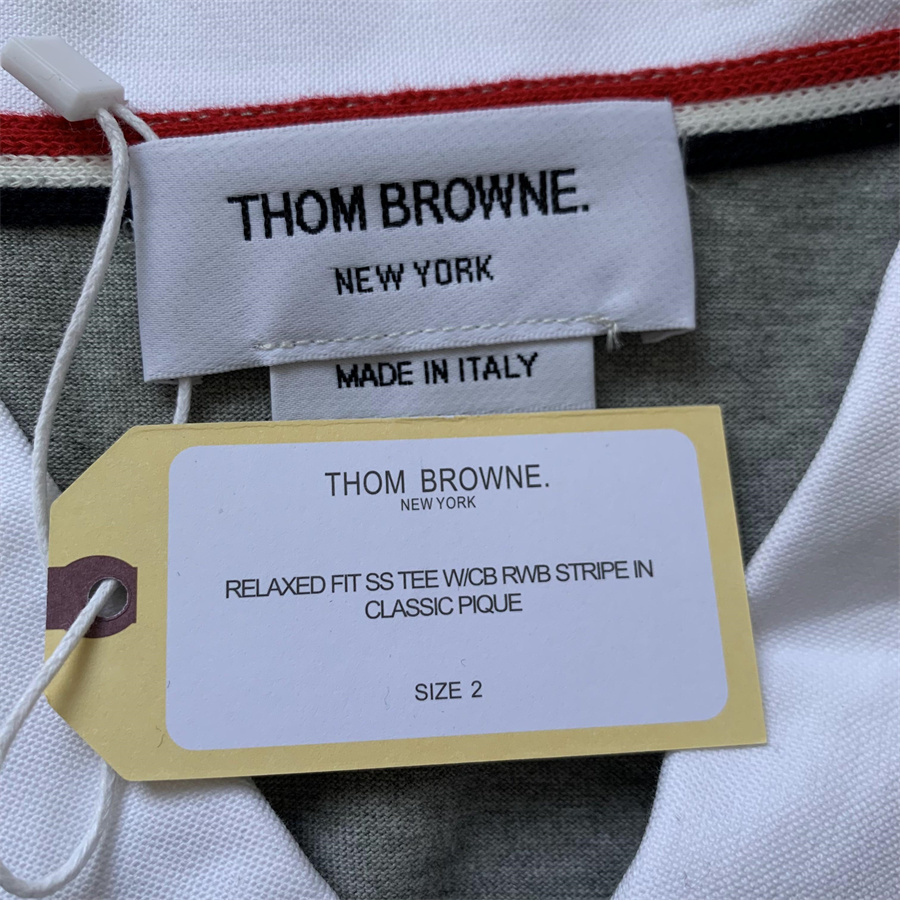 THOM BROWNE.
NEW YORK
MADE IN ITALY
THOM BROWNE.
NEW YORK
RELAXED FIT SS TEE W/CB RWB STRIPE IN
CLASSIC PIQUE
SIZE 2